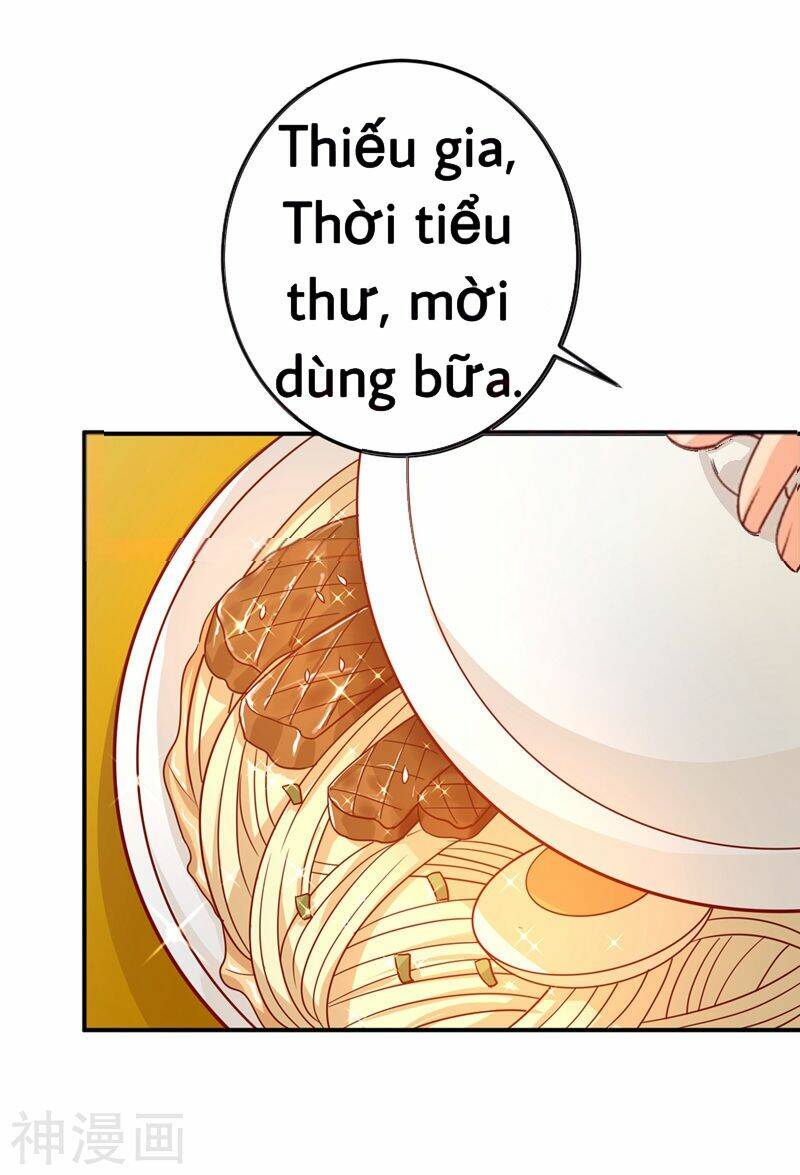 Thiếu gia,
Thời tiểu
thư, mời
dùng bữa.
神漫画